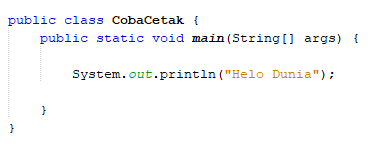 public class CobaCetak {
    public static void main(String[] args) {
        System.out.println("Helo Dunia");
    }
}